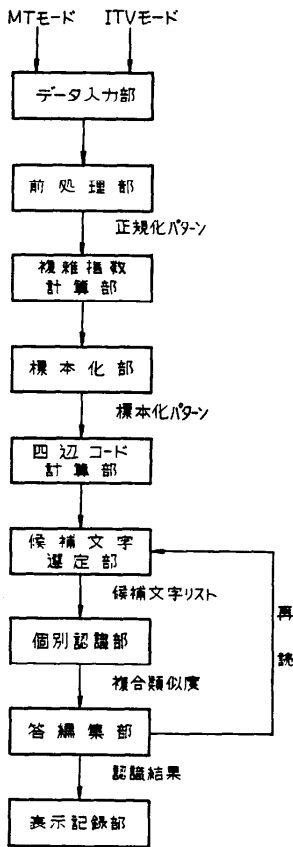 MTモード ITVモード
データ入力部
前処理部
正規化パターン
複雑指数
計算部
標本化部
標本化パターン
四辺コード
計算部
候補文字
選定部
候補文字リスト
再読
個別認識部
複合類似度
答編集部
認識結果
表示記録部